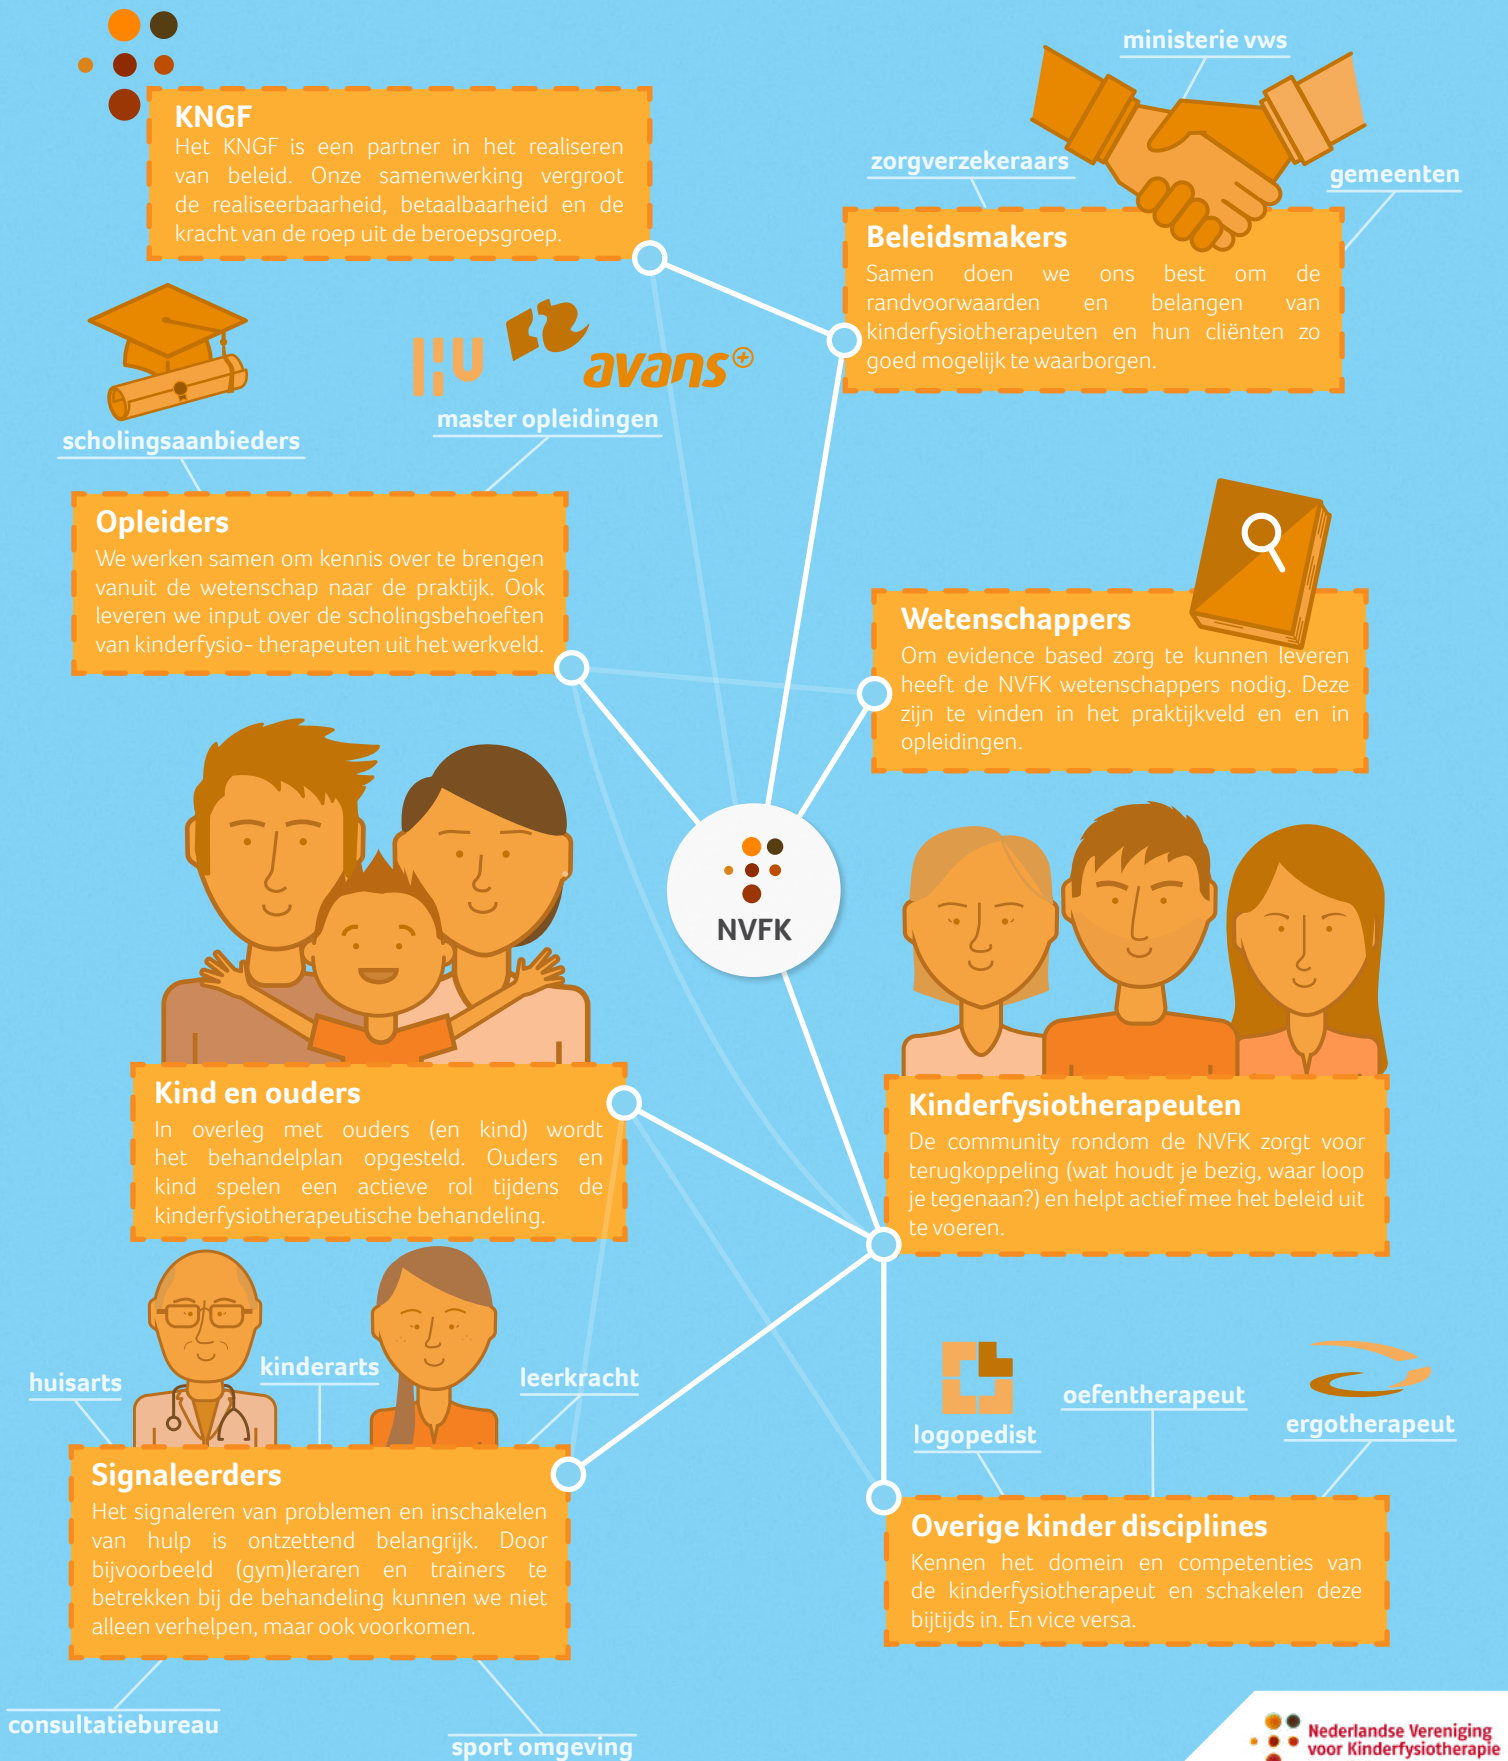 KNGF
Het KNGF is een partner in het realiseren
van beleid. Onze samenwerking vergroot
de realiseerbaarheid, betaalbaarheid en de
kracht van de roep uit de beroepsgroep.
ministerie vws
zorgverzekeraars
gemeenten
Beleidsmakers
Samen doen we ons best om de
randvoorwaarden en belangen van
kinderfysiotherapeuten en hun cliënten zo
goed mogelijk te waarborgen.
HU
avans+
master opleidingen
scholingsaanbieders
Opleiders
We werken samen om kennis over te brengen
vanuit de wetenschap naar de praktijk. Ook
leveren we input over de scholingsbehoeften
van kinderfysio- therapeuten uit het werkveld.
Wetenschappers
Om evidence based zorg te kunnen leveren
heeft de NVFK wetenschappers nodig. Deze
zijn te vinden in het praktijkveld en en in
opleidingen.
NVFK
Kind en ouders
In overleg met ouders (en kind) wordt
het behandelplan opgesteld. Ouders en
kind spelen een actieve rol tijdens de
kinderfysiotherapeutische behandeling.
Kinderfysiotherapeuten
De community rondom de NVFK zorgt voor
terugkoppeling (wat houdt je bezig, waar loop
je tegenaan?) en helpt actief mee het beleid uit
te voeren.
huisarts
kinderarts
leerkracht
Signaleerders
Het signaleren van problemen en inschakelen
van hulp is ontzettend belangrijk. Door
bijvoorbeeld (gym)leraren en trainers te
betrekken bij de behandeling kunnen we niet
alleen verhelpen, maar ook voorkomen.
consultatiebureau
sport omgeving
logopedist
oefentherapeut
ergotherapeut
Overige kinder disciplines
Kennen het domein en competenties van
de kinderfysiotherapeut en schakelen deze
bijtijds in. En vice versa.
Nederlandse Vereniging
voor Kinderfysiotherapie